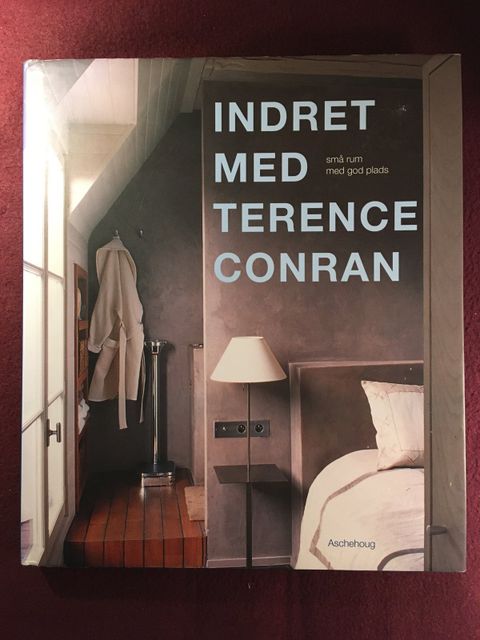 INDRET
MED
små rum
med god plads
TERENCE
CONRAN
Aschehoug